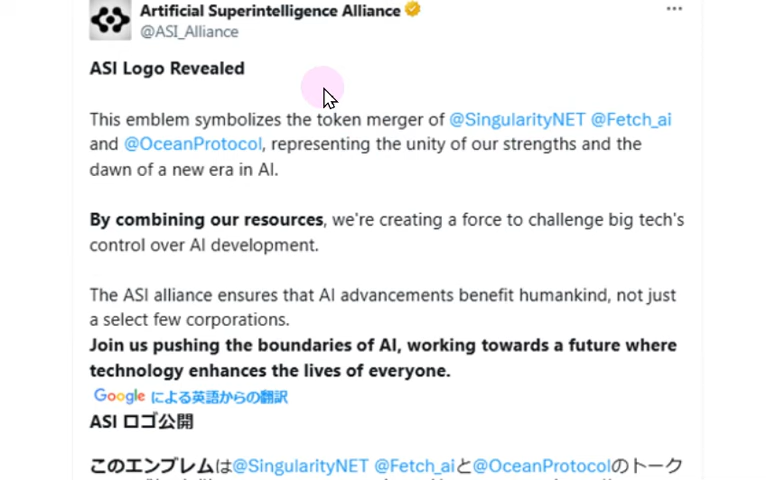 Artificial Superintelligence Alliance
@ASI_Alliance
ASI Logo Revealed
This emblem symbolizes the token merger of @SingularityNET @Fetch_ai
and @OceanProtocol, representing the unity of our strengths and the
dawn of a new era in AI.
By combining our resources, we're creating a force to challenge big tech's
control over AI development.
The ASI alliance ensures that AI advancements benefit humankind, not just
a select few corporations.
Join us pushing the boundaries of AI, working towards a future where
technology enhances the lives of everyone.
Google による英語からの翻訳
ASI ロゴ公開
このエンブレムは@SingularityNET @Fetch_aiと@OceanProtocolのトーク